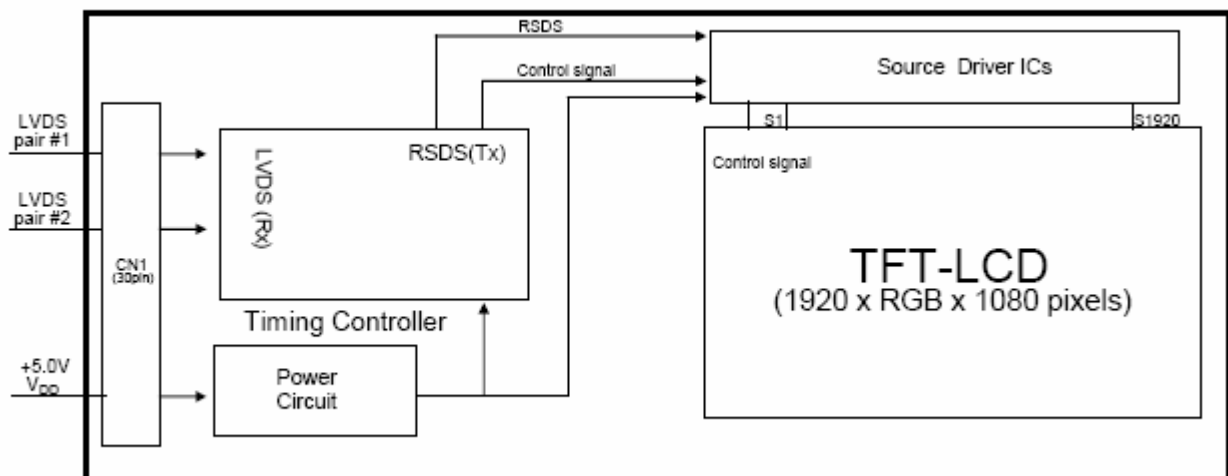 RSDS
Control signal
Source Driver ICs
S1
S1920
LVDS
pair #1
LVDS
pair #2
CN1
(30pin)
LVDS (Rx)
RSDS(Tx)
Timing Controller
Control signal
TFT-LCD
(1920 x RGB x 1080 pixels)
+5.0V
VDD
Power
Circuit